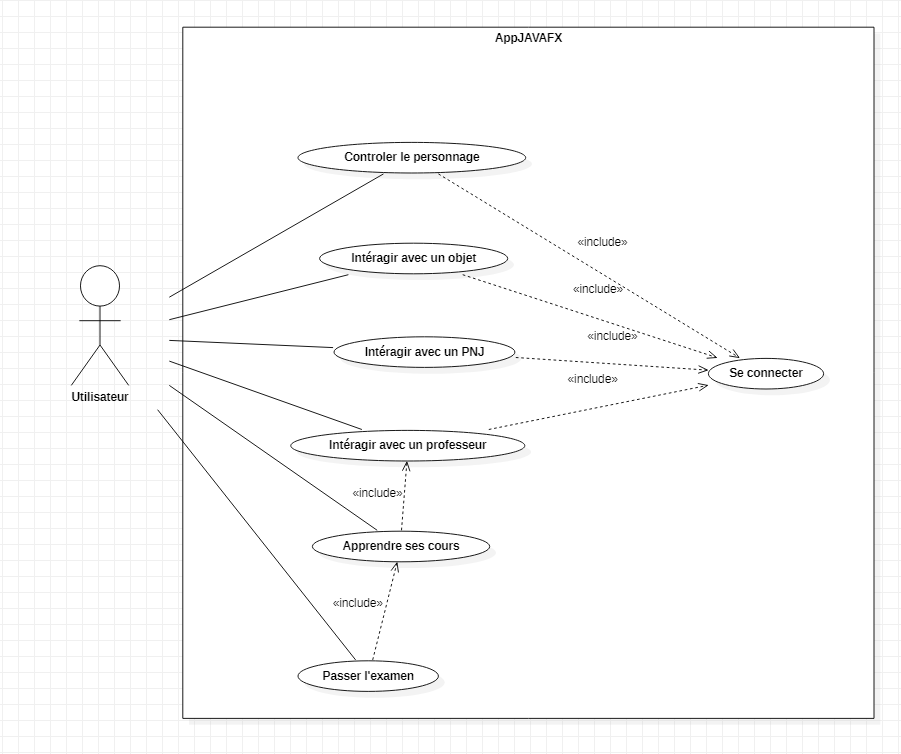 AppJAVAFX
Controler le personnage
«include»
Intéragir avec un objet
«include»
«include»
Intéragir avec un PNJ
Se connecter
«include»
Utilisateur
Intéragir avec un professeur
«include»
Apprendre ses cours
«include»
Passer l'examen